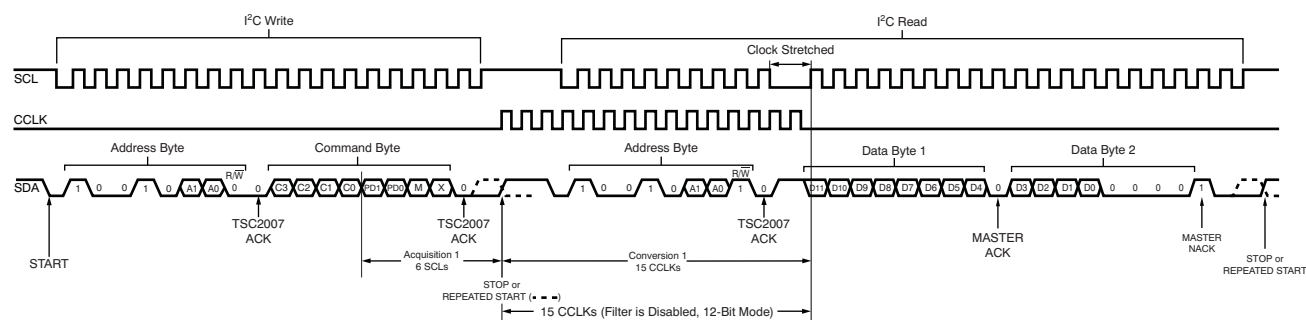 I²C Write
I²C Read
Clock Stretched
SCL
CCLK
Address Byte
Command Byte
Address Byte
Data Byte 1
Data Byte 2
R/W̅
R/W̅
SDA
1 0 0 1 0 A1 A0 0 0 C3 C2 C1 C0 PD1 PD0 M X 0 1 0 0 1 0 A1 A0 1 0 D11 D10 D9 D8 D7 D6 D5 D4 0 D3 D2 D1 D0 0 0 0 0 1
START
TSC2007
ACK
TSC2007
ACK
TSC2007
ACK
MASTER
ACK
MASTER
NACK
STOP or
REPEATED START
Acquisition 1
6 SCLs
Conversion 1
15 CCLKs
STOP or
REPEATED START (- - -)
15 CCLKs (Filter is Disabled, 12-Bit Mode)